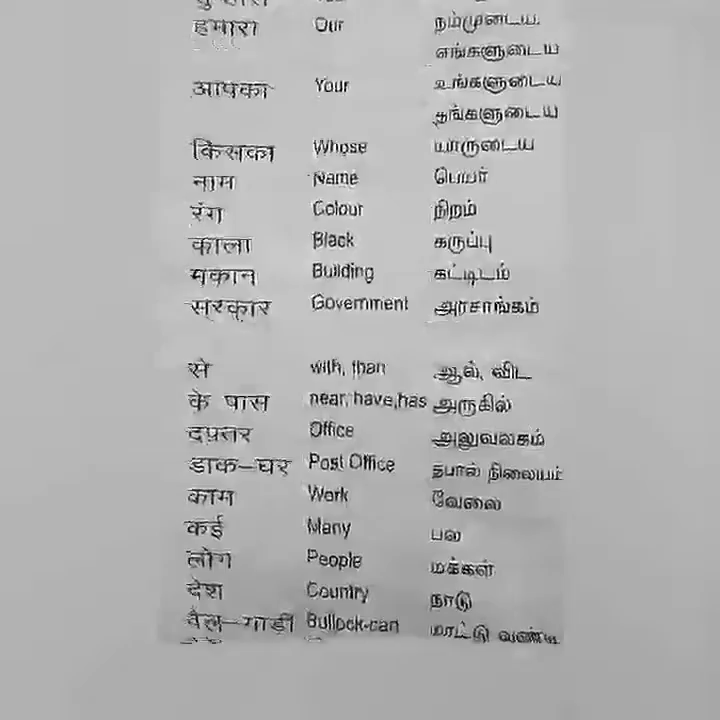 हमारा Our நம்முடைய.
எங்களுடைய
आपका Your உங்களுடைய
தங்களுடைய
किसका Whose யாருடைய
नाम Name பெயர்
रंग Colour நிறம்
काला Black கருப்பு
मकान Building கட்டிடம்
सरकार Government அரசாங்கம்
से with, than ஆல், விட
के पास near, have,has அருகில்
दफ़्तर Office அலுவலகம்
डाक-घर Post Office தபால் நிலையம்
काम Work வேலை
कई Many பல
लोग People மக்கள்
देश Country நாடு
बैल-गाड़ी Bullock-cart மாட்டு வண்டி